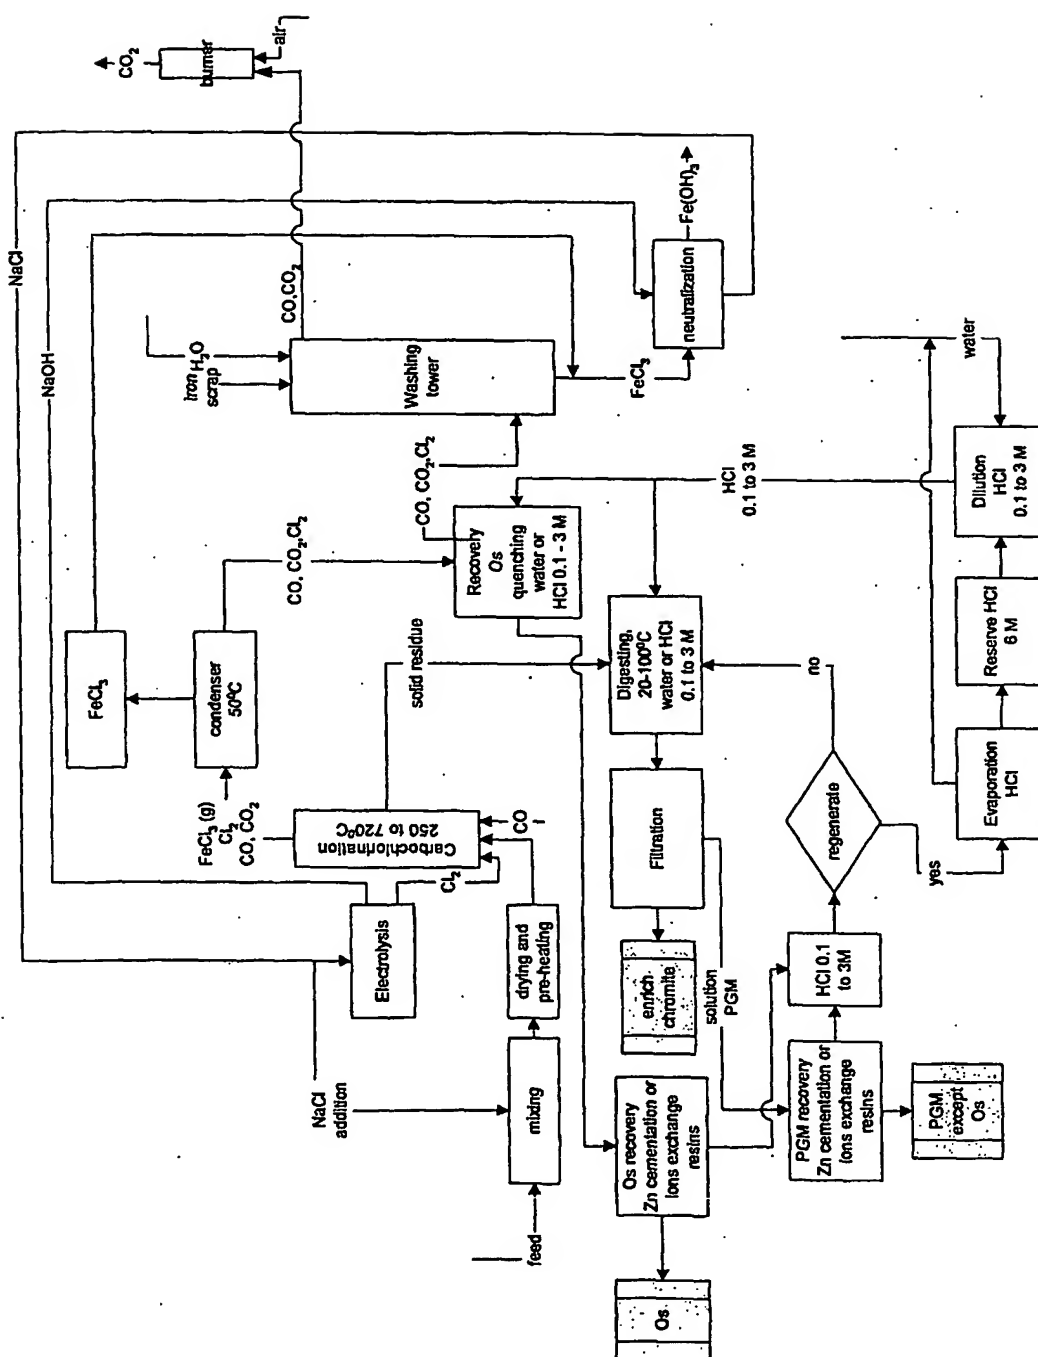 NaCl
NaOH
CO₂
burner
air
CO,CO₂
FeCl₃
condenser
50ºC
CO, CO₂,Cl₂
Iron
scrap
H₂O
Washing
tower
FeCl₃
neutralization
Fe(OH)₃
FeCl₃ (g)
Cl₂
CO, CO₂
Carbochlorination
250 to 720ºC
CO
Cl₂
Electrolysis
NaCl
addition
feed
mixing
drying and
pre-heating
solid residue
CO, CO₂,Cl₂
Recovery
Os
quenching
water or
HCl 0.1 - 3 M
Digesting,
20-100ºC
water or HCl
0.1 to 3 M
HCl
0.1 to 3 M
Filtration
enrich
chromite
solution
PGM
Os recovery
Zn cementation or
Ions exchange
resins
Os
PGM recovery
Zn cementation or
Ions exchange
resins
PGM
except
Os
HCl 0.1
to 3M
regenerate
no
yes
Evaporation
HCl
Reserve HCl
6 M
Dilution
HCl
0.1 to 3 M
water